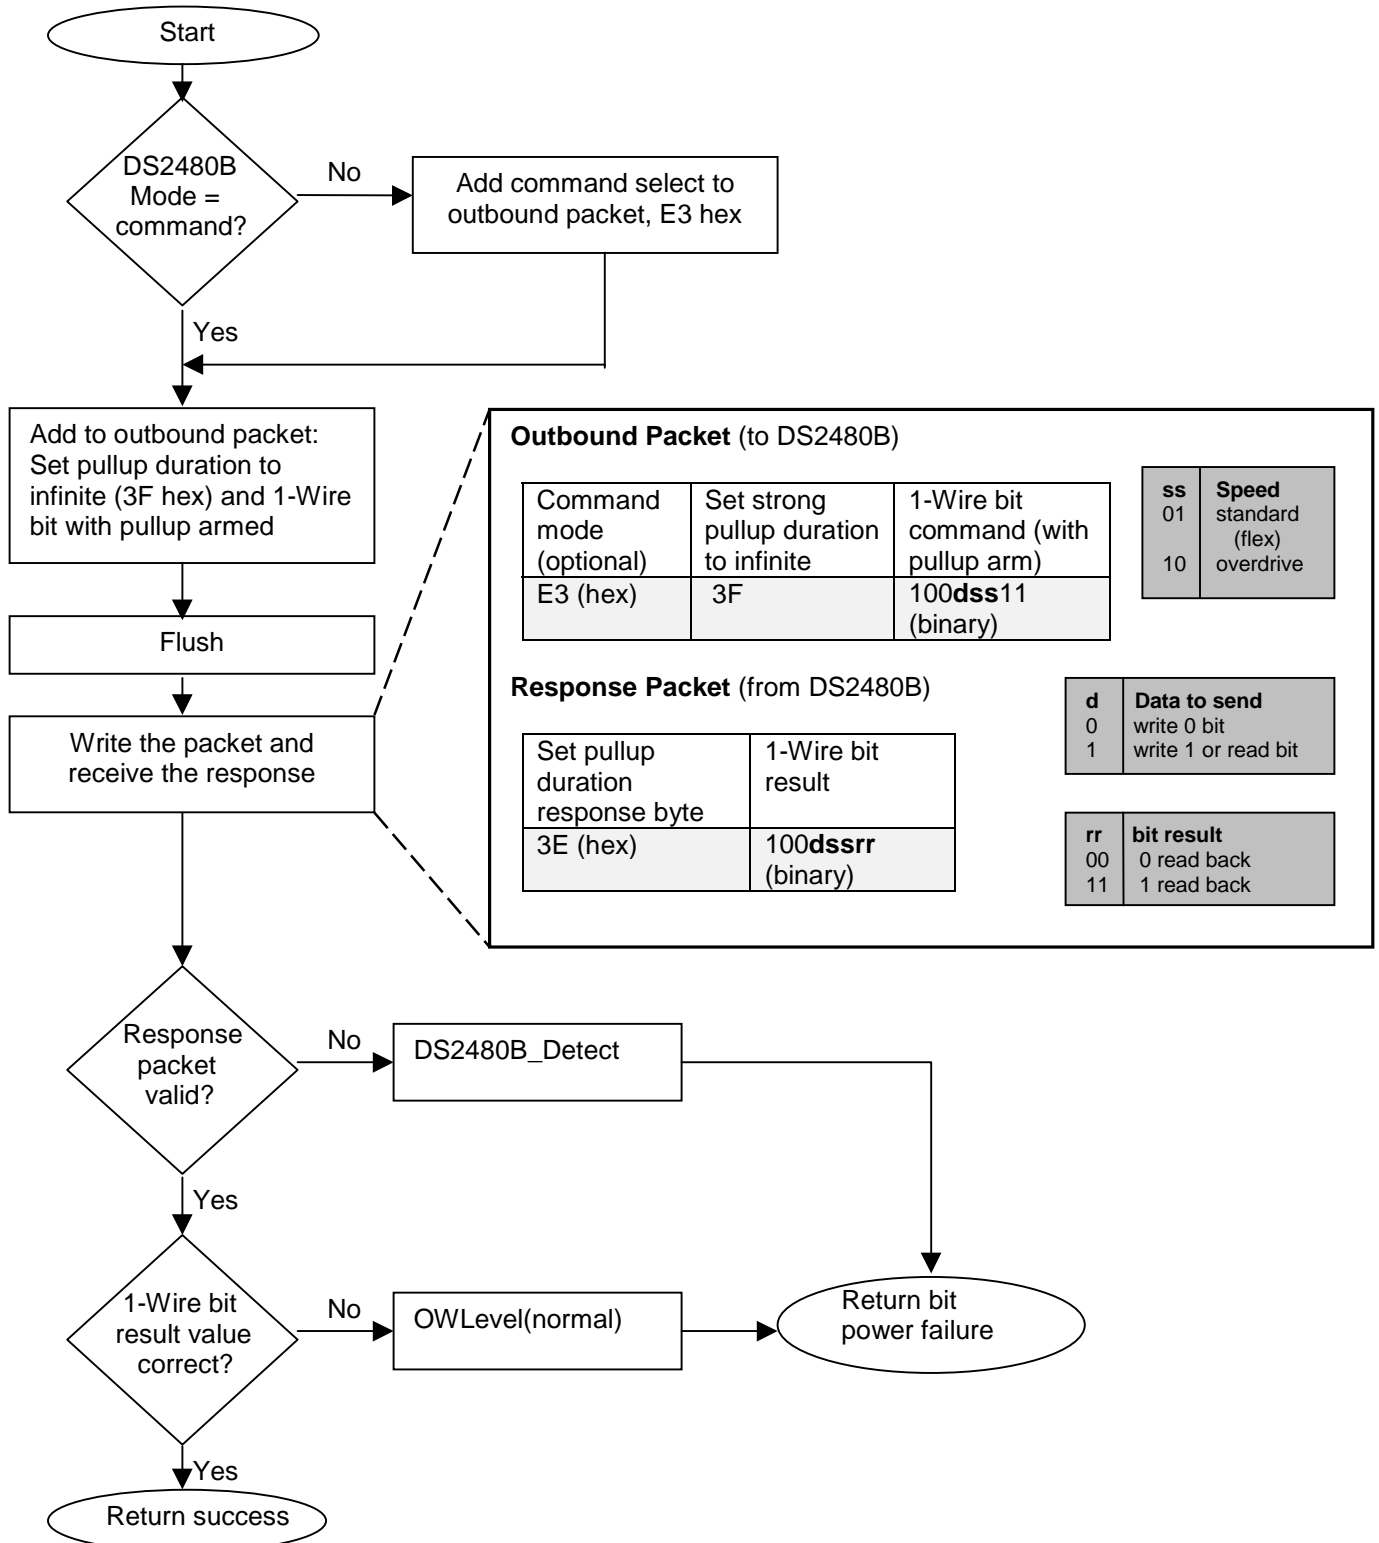 Start
DS2480B
Mode =
command?
No
Add command select to
outbound packet, E3 hex
Yes
Add to outbound packet:
Set pullup duration to
infinite (3F hex) and 1-Wire
bit with pullup armed
Flush
Write the packet and
receive the response
Outbound Packet (to DS2480B)
Command
mode
(optional)
Set strong
pullup duration
to infinite
1-Wire bit
command (with
pullup arm)
E3 (hex)
3F
100dss11
(binary)
ss Speed
01 standard
(flex)
10 overdrive
Response Packet (from DS2480B)
Set pullup
duration
response byte
1-Wire bit
result
3E (hex)
100dssrr
(binary)
d Data to send
0 write 0 bit
1 write 1 or read bit
rr bit result
00 0 read back
11 1 read back
Response
packet
valid?
No
DS2480B_Detect
Yes
1-Wire bit
result value
correct?
No
OWLevel(normal)
Return bit
power failure
Yes
Return success